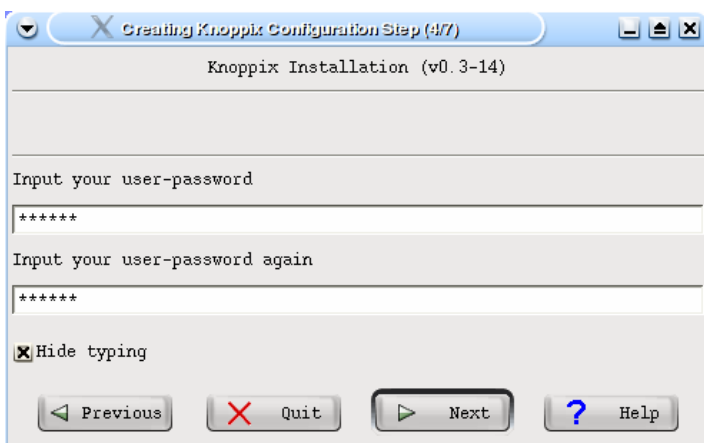 Creating Knoppix Configuration Step (4/7)
Knoppix Installation (v0.3-14)
Input your user-password
******
Input your user-password again
******
Hide typing
Previous Quit Next ? Help